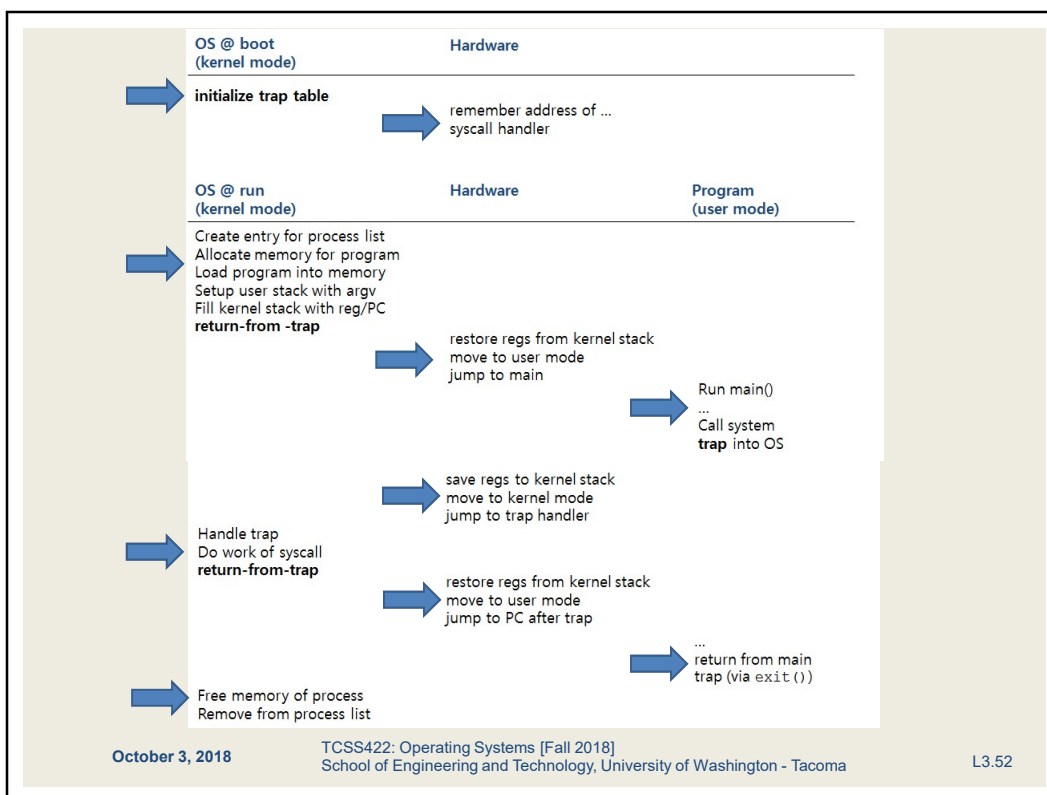 OS @ boot
(kernel mode)
Hardware
initialize trap table
remember address of ...
syscall handler
OS @ run
(kernel mode)
Hardware
Program
(user mode)
Create entry for process list
Allocate memory for program
Load program into memory
Setup user stack with argv
Fill kernel stack with reg/PC
return-from -trap
restore regs from kernel stack
move to user mode
jump to main
Run main()
...
Call system
trap into OS
save regs to kernel stack
move to kernel mode
jump to trap handler
Handle trap
Do work of syscall
return-from-trap
restore regs from kernel stack
move to user mode
jump to PC after trap
...
return from main
trap (via exit())
Free memory of process
Remove from process list
October 3, 2018
TCSS422: Operating Systems [Fall 2018]
School of Engineering and Technology, University of Washington - Tacoma
L3.52